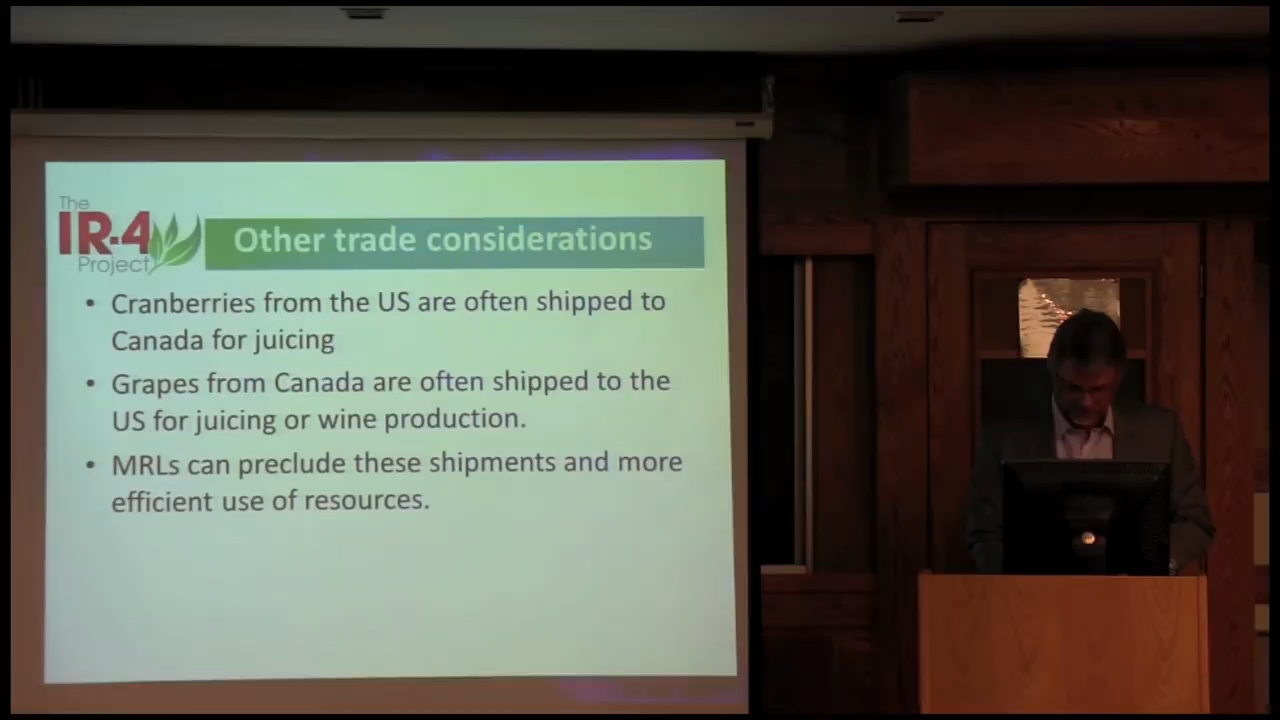 The
IR-4
Project
Other trade considerations
• Cranberries from the US are often shipped to
Canada for juicing
• Grapes from Canada are often shipped to the
US for juicing or wine production.
• MRLs can preclude these shipments and more
efficient use of resources.